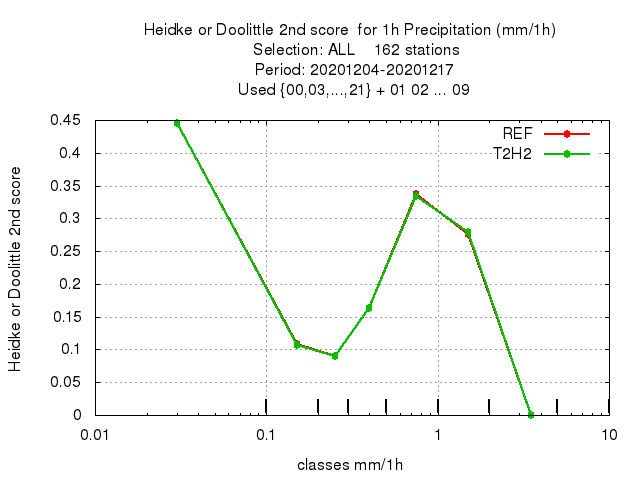 Heidke or Doolittle 2nd score  for 1h Precipitation (mm/1h)
Selection: ALL    162 stations
Period: 20201204-20201217
Used {00,03,...,21} + 01 02 ... 09
REF
T2H2
Heidke or Doolittle 2nd score
0.45
0.4
0.35
0.3
0.25
0.2
0.15
0.1
0.05
0
0.01
0.1
1
10
classes mm/1h